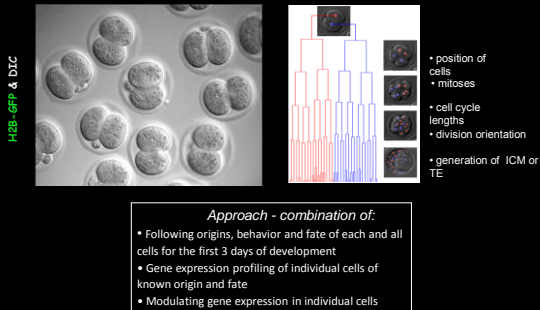 H2B-GFP & DIC
• position of
cells
• mitoses
• cell cycle
lengths
• division orientation
• generation of ICM or
TE
Approach - combination of:
• Following origins, behavior and fate of each and all
cells for the first 3 days of development
• Gene expression profiling of individual cells of
known origin and fate
• Modulating gene expression in individual cells